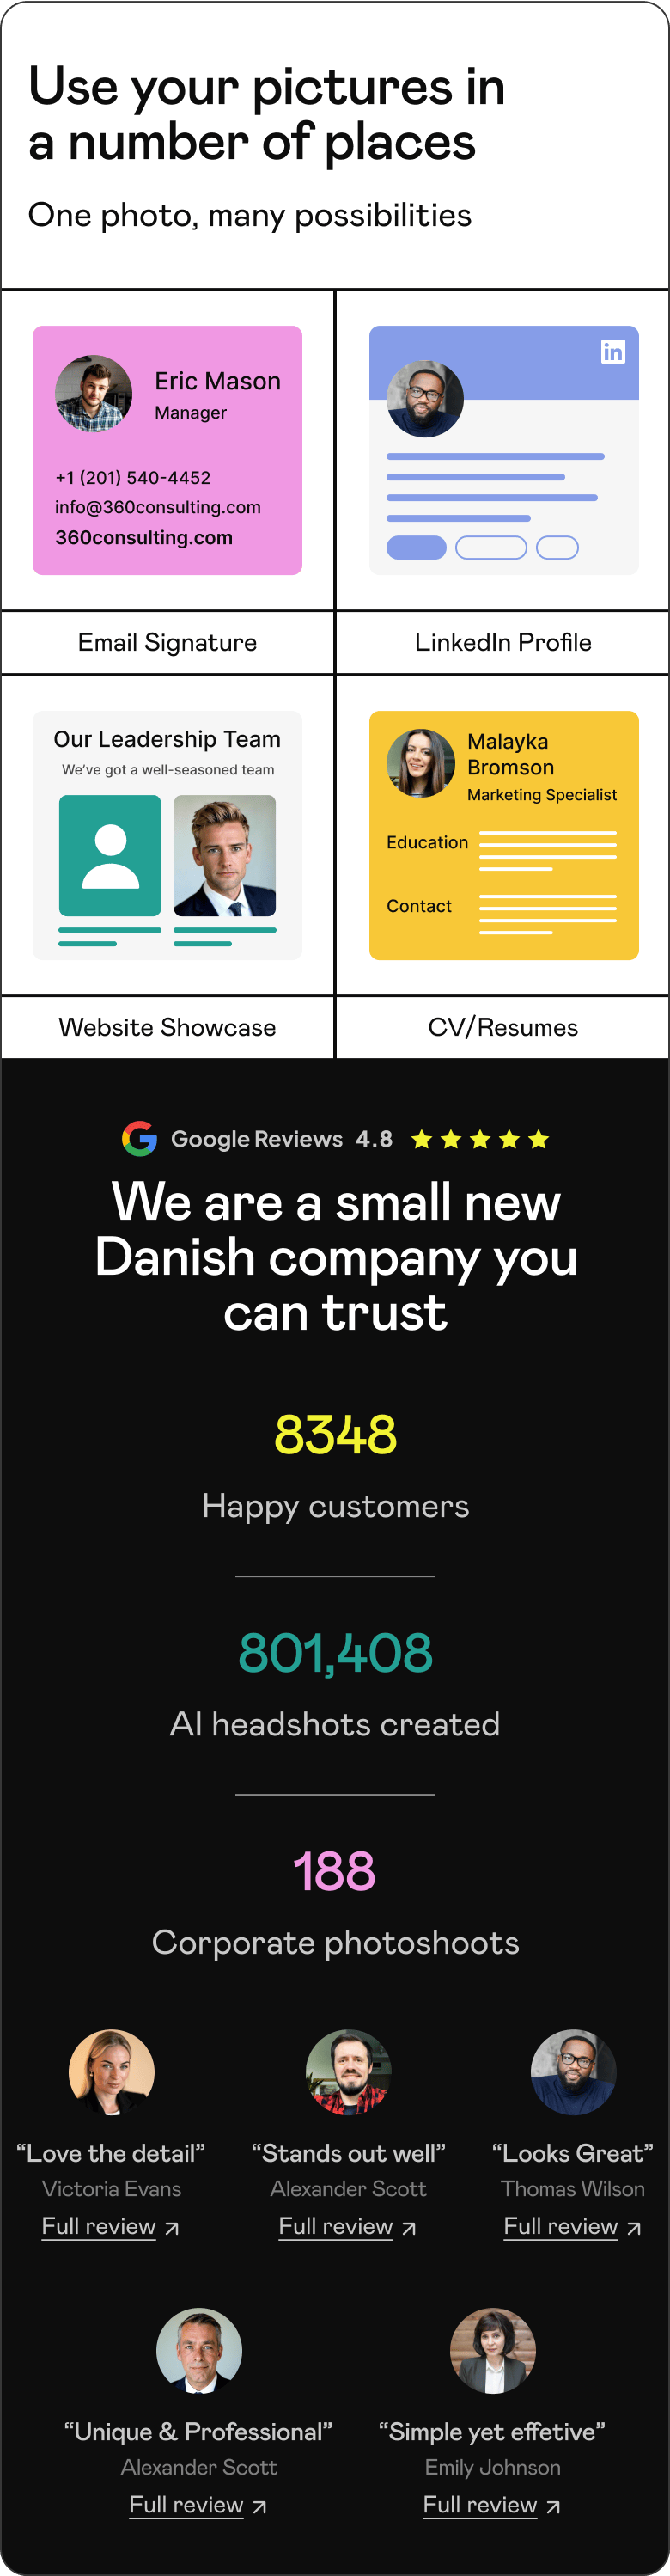 Use your pictures in
a number of places
One photo, many possibilities
Eric Mason
Manager
+1 (201) 540-4452
info@360consulting.com
360consulting.com
in
Email Signature
LinkedIn Profile
Our Leadership Team
We've got a well-seasoned team
Malayka
Bromson
Marketing Specialist
Education
Contact
Website Showcase
CV/Resumes
Google Reviews 4.8
We are a small new
Danish company you
can trust
8348
Happy customers
801,408
AI headshots created
188
Corporate photoshoots
“Love the detail”
Victoria Evans
Full review
“Stands out well”
Alexander Scott
Full review
“Looks Great”
Thomas Wilson
Full review
“Unique & Professional”
Alexander Scott
Full review
“Simple yet effetive”
Emily Johnson
Full review